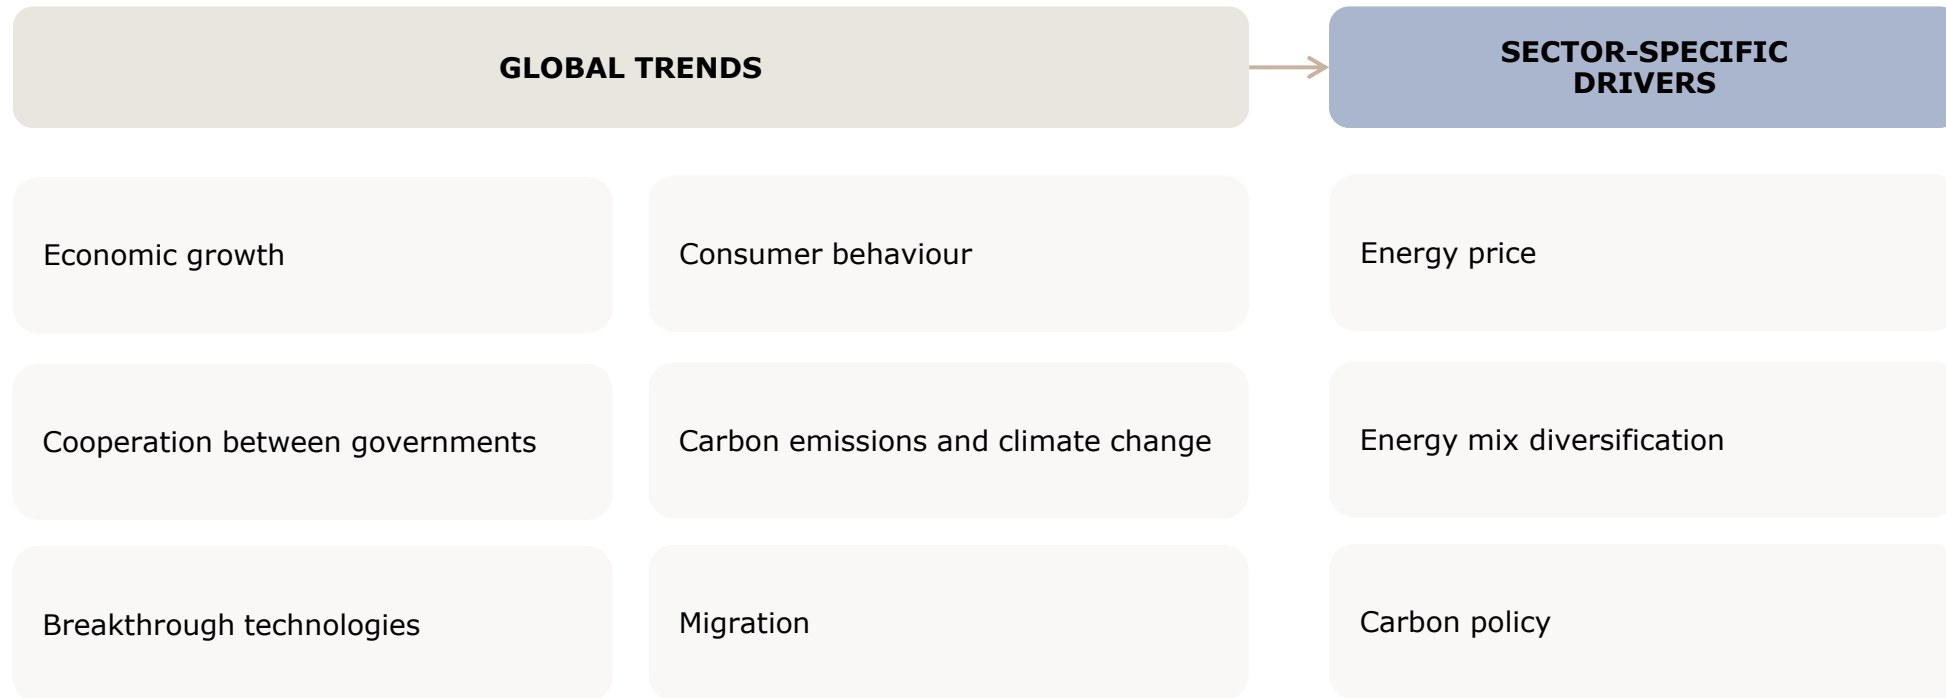 GLOBAL TRENDS
SECTOR-SPECIFIC
DRIVERS
Economic growth
Consumer behaviour
Energy price
Cooperation between governments
Carbon emissions and climate change
Energy mix diversification
Breakthrough technologies
Migration
Carbon policy